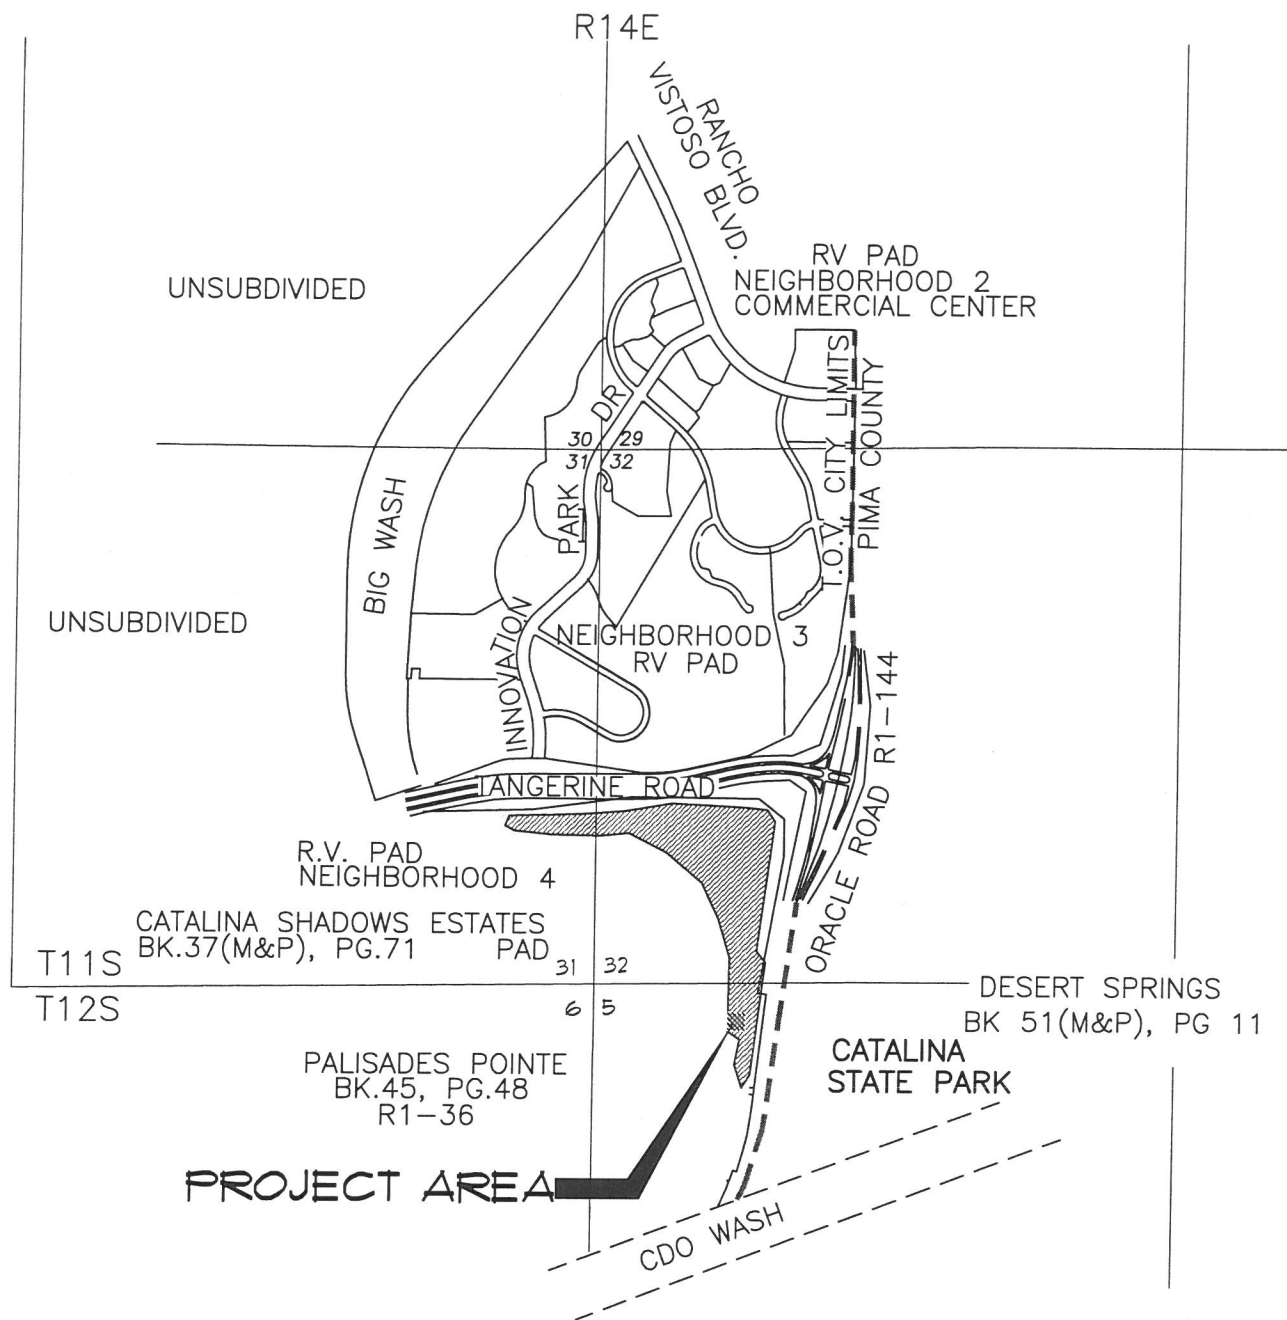 R14E
RANCHO
VISTOSO BLVD.
RV PAD
NEIGHBORHOOD 2
COMMERCIAL CENTER
UNSUBDIVIDED
T.O.V. CITY LIMITS
PIMA COUNTY
30 29
31 32
INNOVATION PARK DR
BIG WASH
UNSUBDIVIDED
NEIGHBORHOOD 3
RV PAD
TANGERINE ROAD
ORACLE ROAD R1-144
R.V. PAD
NEIGHBORHOOD 4
CATALINA SHADOWS ESTATES
BK.37(M&P), PG.71 PAD
T11S
T12S
31 32
6 5
DESERT SPRINGS
BK 51(M&P), PG 11
CATALINA
STATE PARK
PALISADES POINTE
BK.45, PG.48
R1-36
PROJECT AREA
CDO WASH